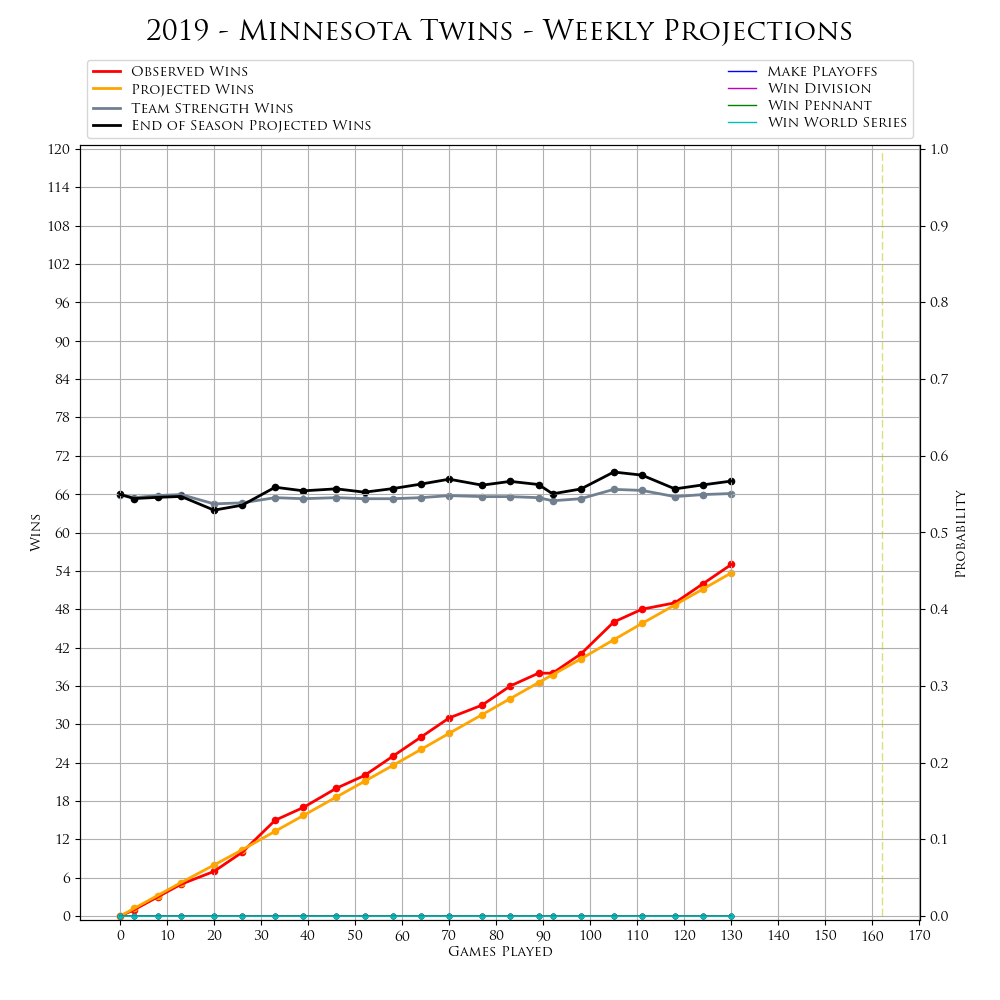 2019 - Minnesota Twins - Weekly Projections
Observed Wins
Projected Wins
Team Strength Wins
End of Season Projected Wins
Make Playoffs
Win Division
Win Pennant
Win World Series
120
114
108
102
96
90
84
78
72
66
60
54
48
42
36
30
24
18
12
6
0
Wins
1.0
0.9
0.8
0.7
0.6
0.5
0.4
0.3
0.2
0.1
0.0
Probability
0 10 20 30 40 50 60 70 80 90 100 110 120 130 140 150 160 170
Games Played